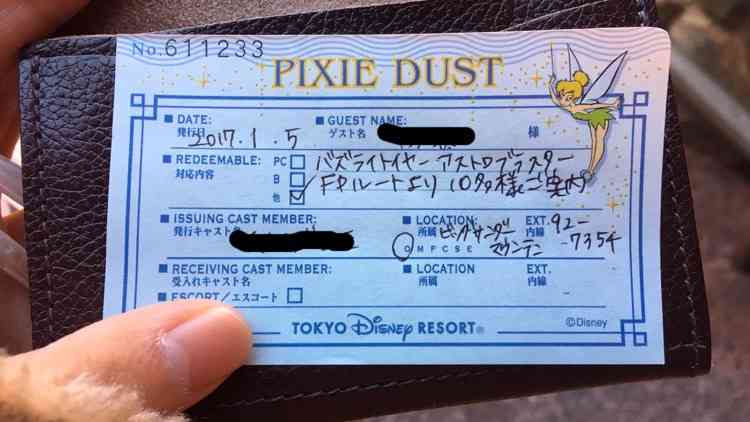 No.611233
PIXIE DUST
■ DATE: 2017.1.5 ■ GUEST NAME:
発行日 ゲスト名 様
■ REDEEMABLE: PC バズライトイヤー アストロブラスター
対応内容 B FPルートより 10名様ご案内
他
■ ISSUING CAST MEMBER: ■ LOCATION: ビッグサンダー EXT. 92-
発行キャスト名 所属 マウンテン 内線 -7354
O M F C S E
■ RECEIVING CAST MEMBER: ■ LOCATION EXT.
受入れキャスト名 所属 内線
■ ESCORT/エスコート
TOKYO Disney RESORT® ©Disney